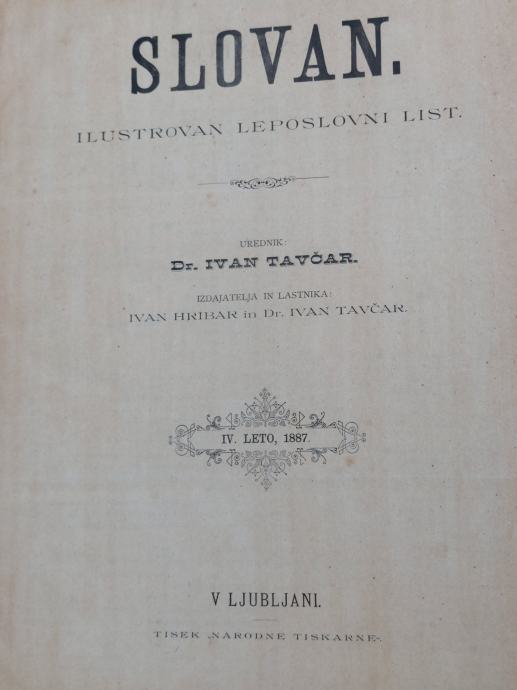 SLOVAN.
ILUSTROVAN LEPOSLOVNI LIST.
UREDNIK:
Dr. IVAN TAVČAR.
IZDAJATELJA IN LASTNIKA:
IVAN HRIBAR in Dr. IVAN TAVČAR.
IV. LETO, 1887.
V LJUBLJANI.
TISEK „NARODNE TISKARNE“.